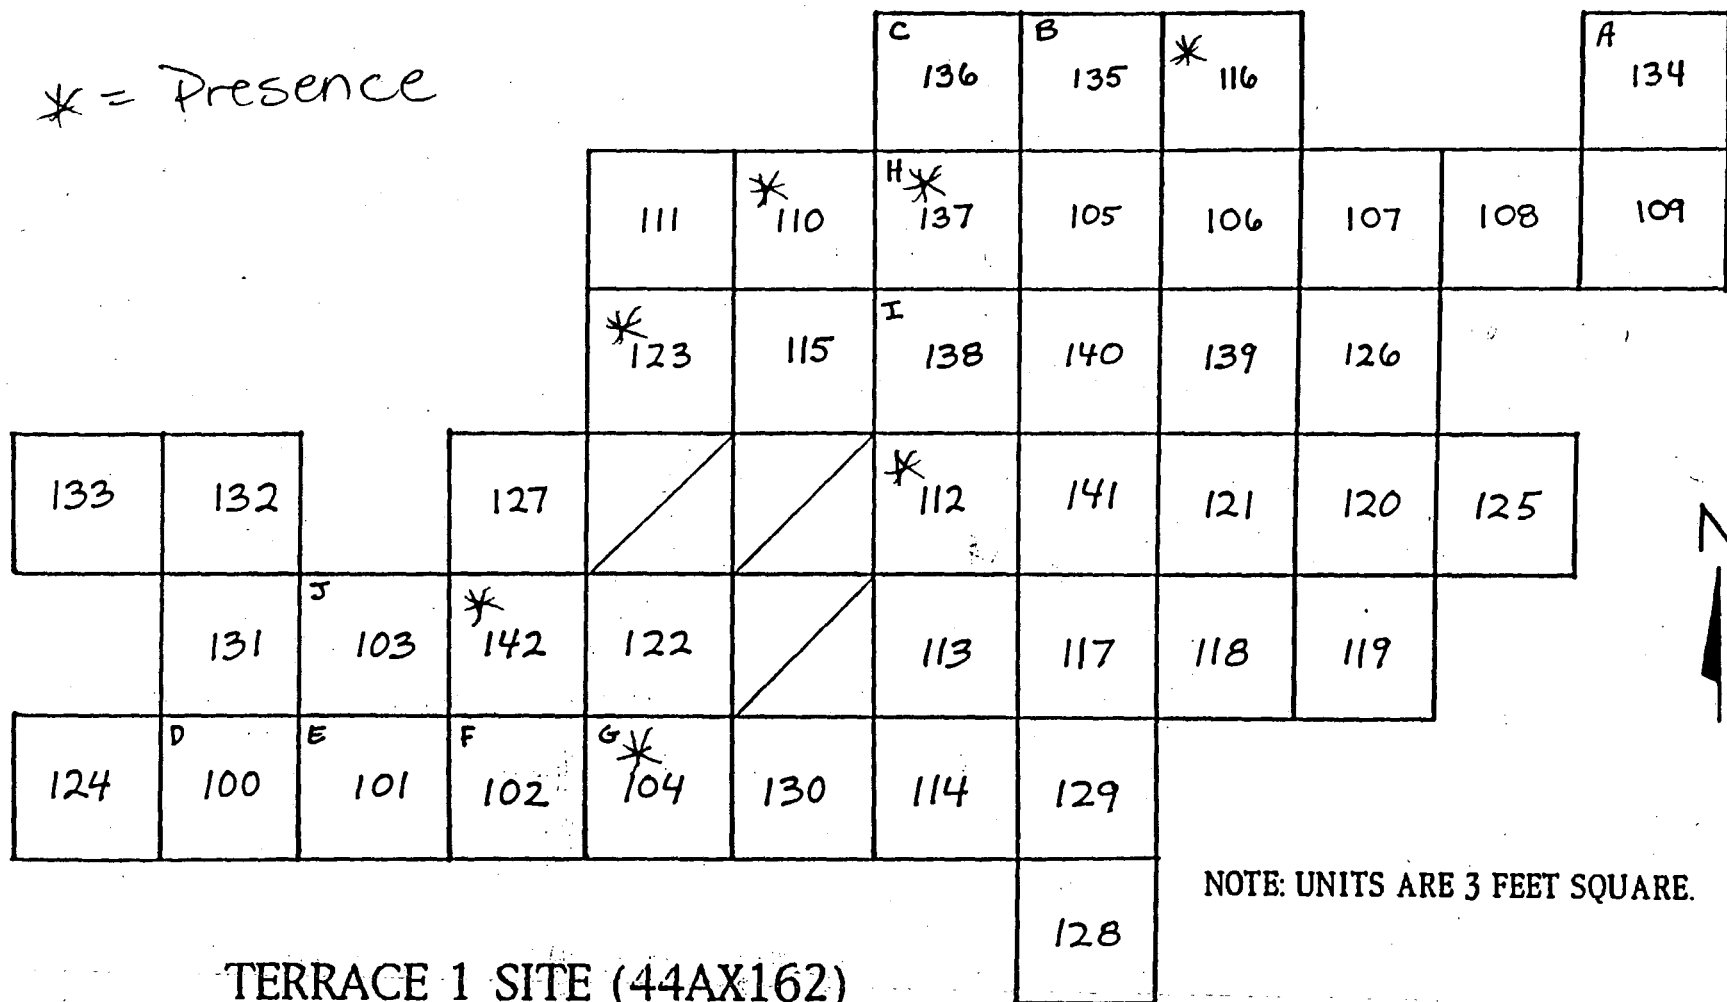 * = Presence
C 136 B 135 * 116 A 134
111 * 110 H * 137 105 106 107 108 109
* 123 115 I 138 140 139 126
133 132 127 * 112 141 121 120 125
N
131 J 103 * 142 122 113 117 118 119
124 D 100 E 101 F 102 G * 104 130 114 129
NOTE: UNITS ARE 3 FEET SQUARE.
128
TERRACE 1 SITE (44AX162)